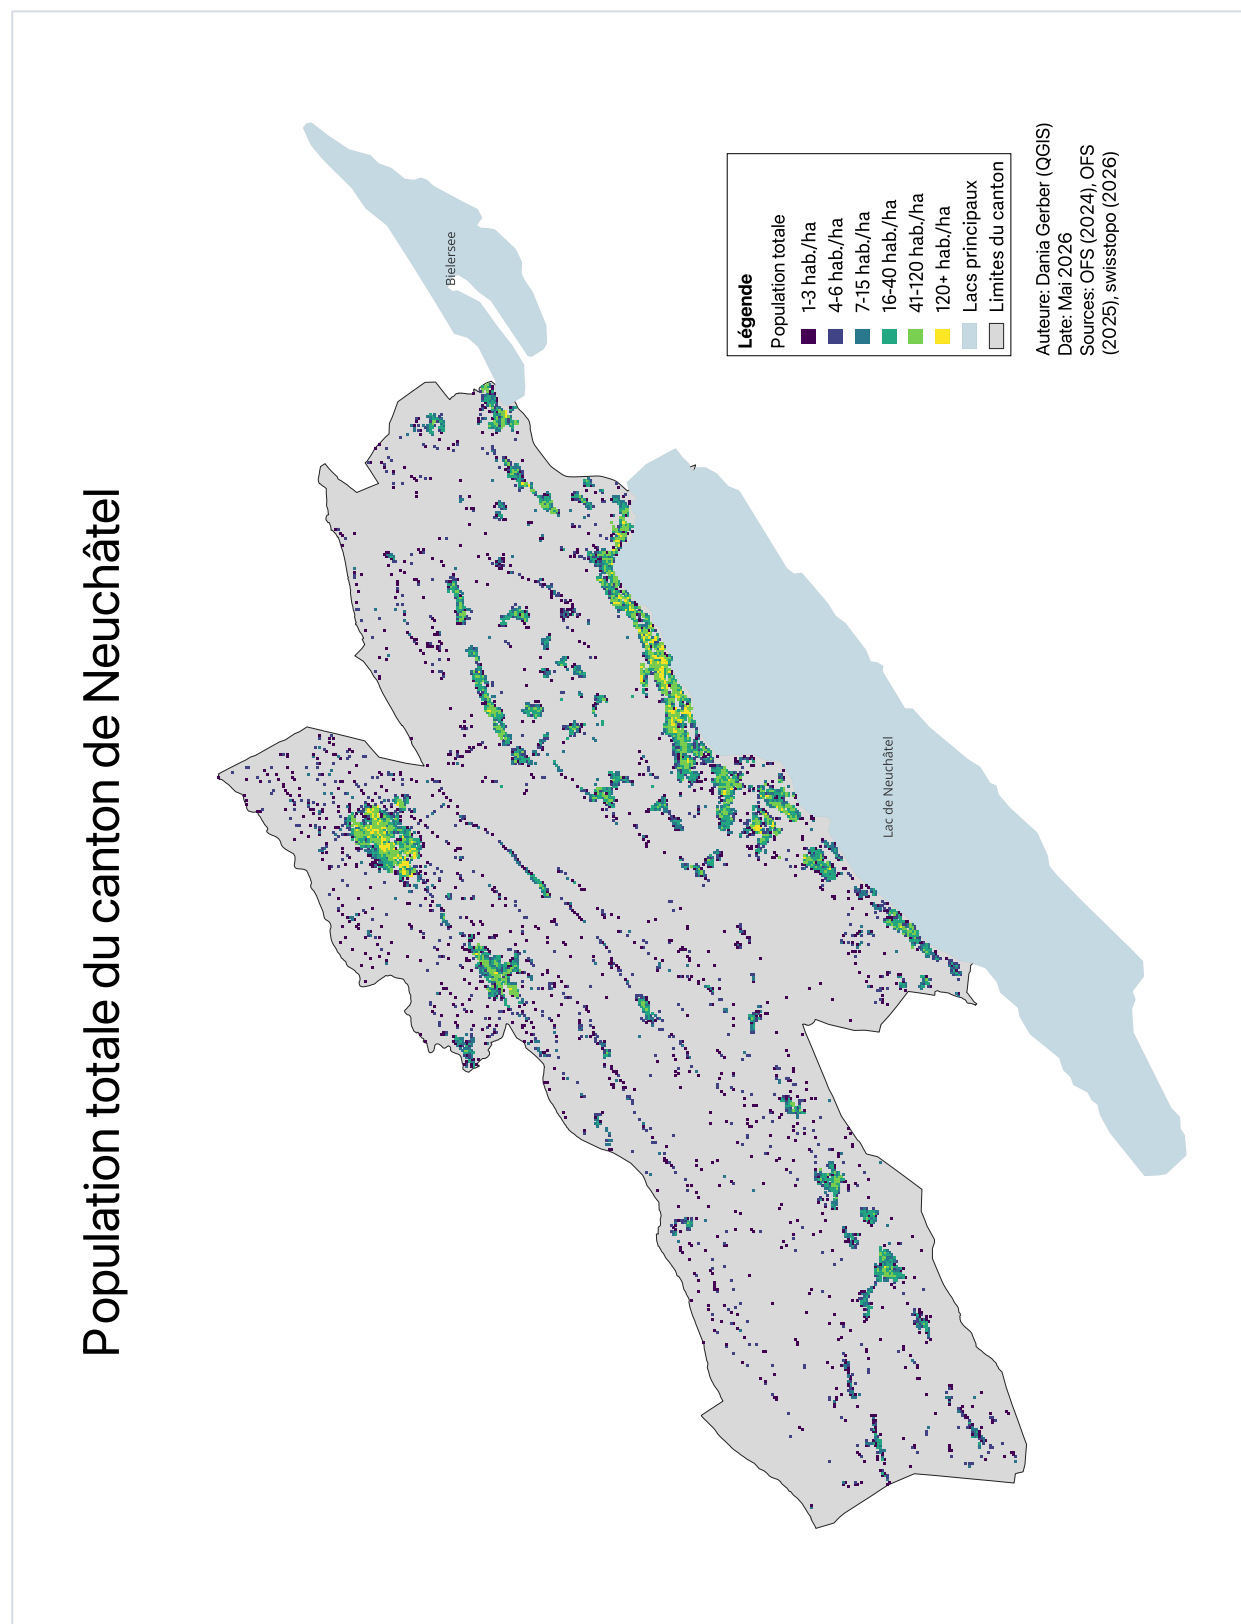 Population totale du canton de Neuchâtel
Bielersee
Lac de Neuchâtel
Légende
Population totale
1-3 hab./ha
4-6 hab./ha
7-15 hab./ha
16-40 hab./ha
41-120 hab./ha
120+ hab./ha
Lacs principaux
Limites du canton
Auteure: Dania Gerber (QGIS)
Date: Mai 2026
Sources: OFS (2024), OFS
(2025), swisstopo (2026)